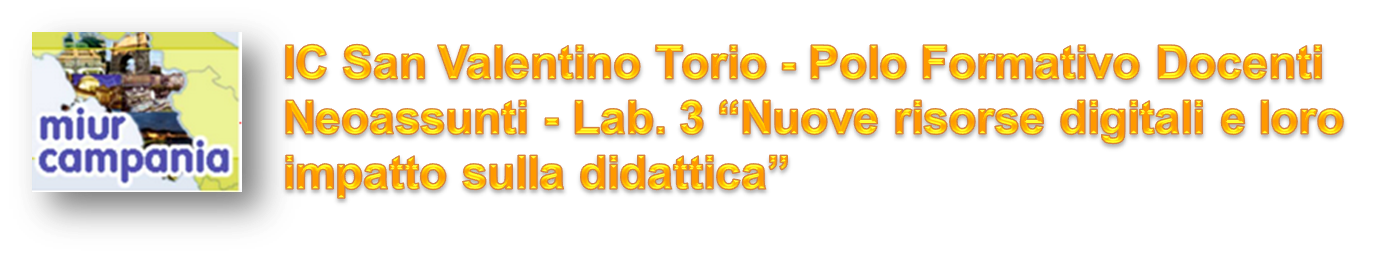 miur
campania
IC San Valentino Torio - Polo Formativo Docenti
Neoassunti - Lab. 3 “Nuove risorse digitali e loro
impatto sulla didattica”